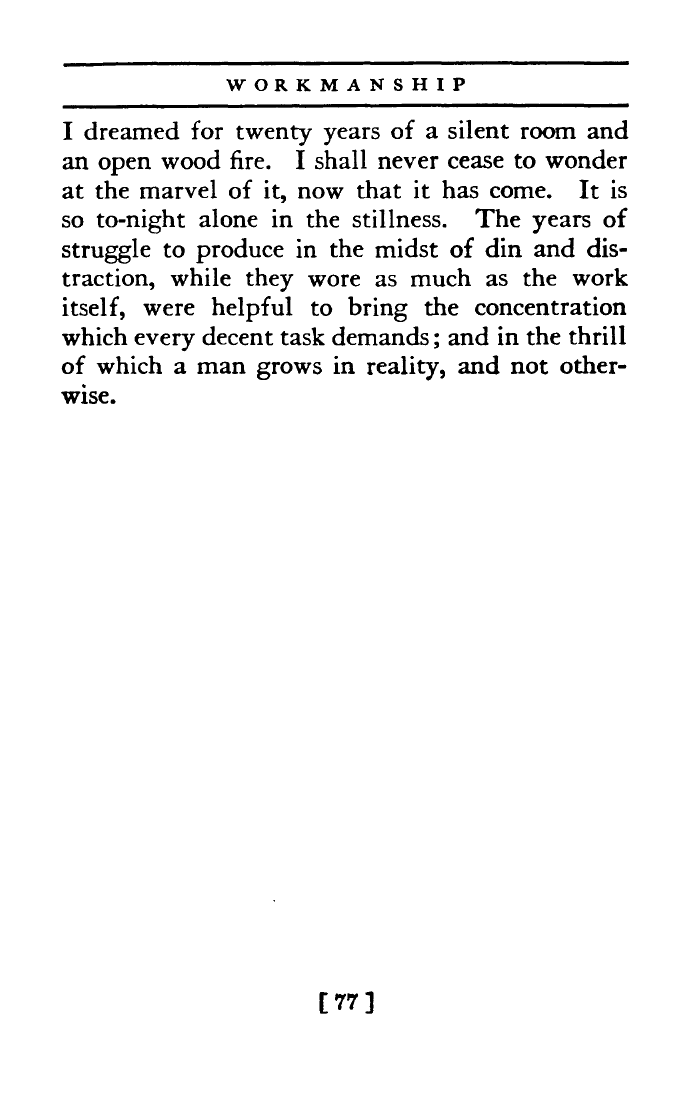 WORKMANSHIP
I dreamed for twenty years of a silent room and
an open wood fire. I shall never cease to wonder
at the marvel of it, now that it has come. It is
so to-night alone in the stillness. The years of
struggle to produce in the midst of din and dis-
traction, while they wore as much as the work
itself, were helpful to bring the concentration
which every decent task demands; and in the thrill
of which a man grows in reality, and not other-
wise.
[77]